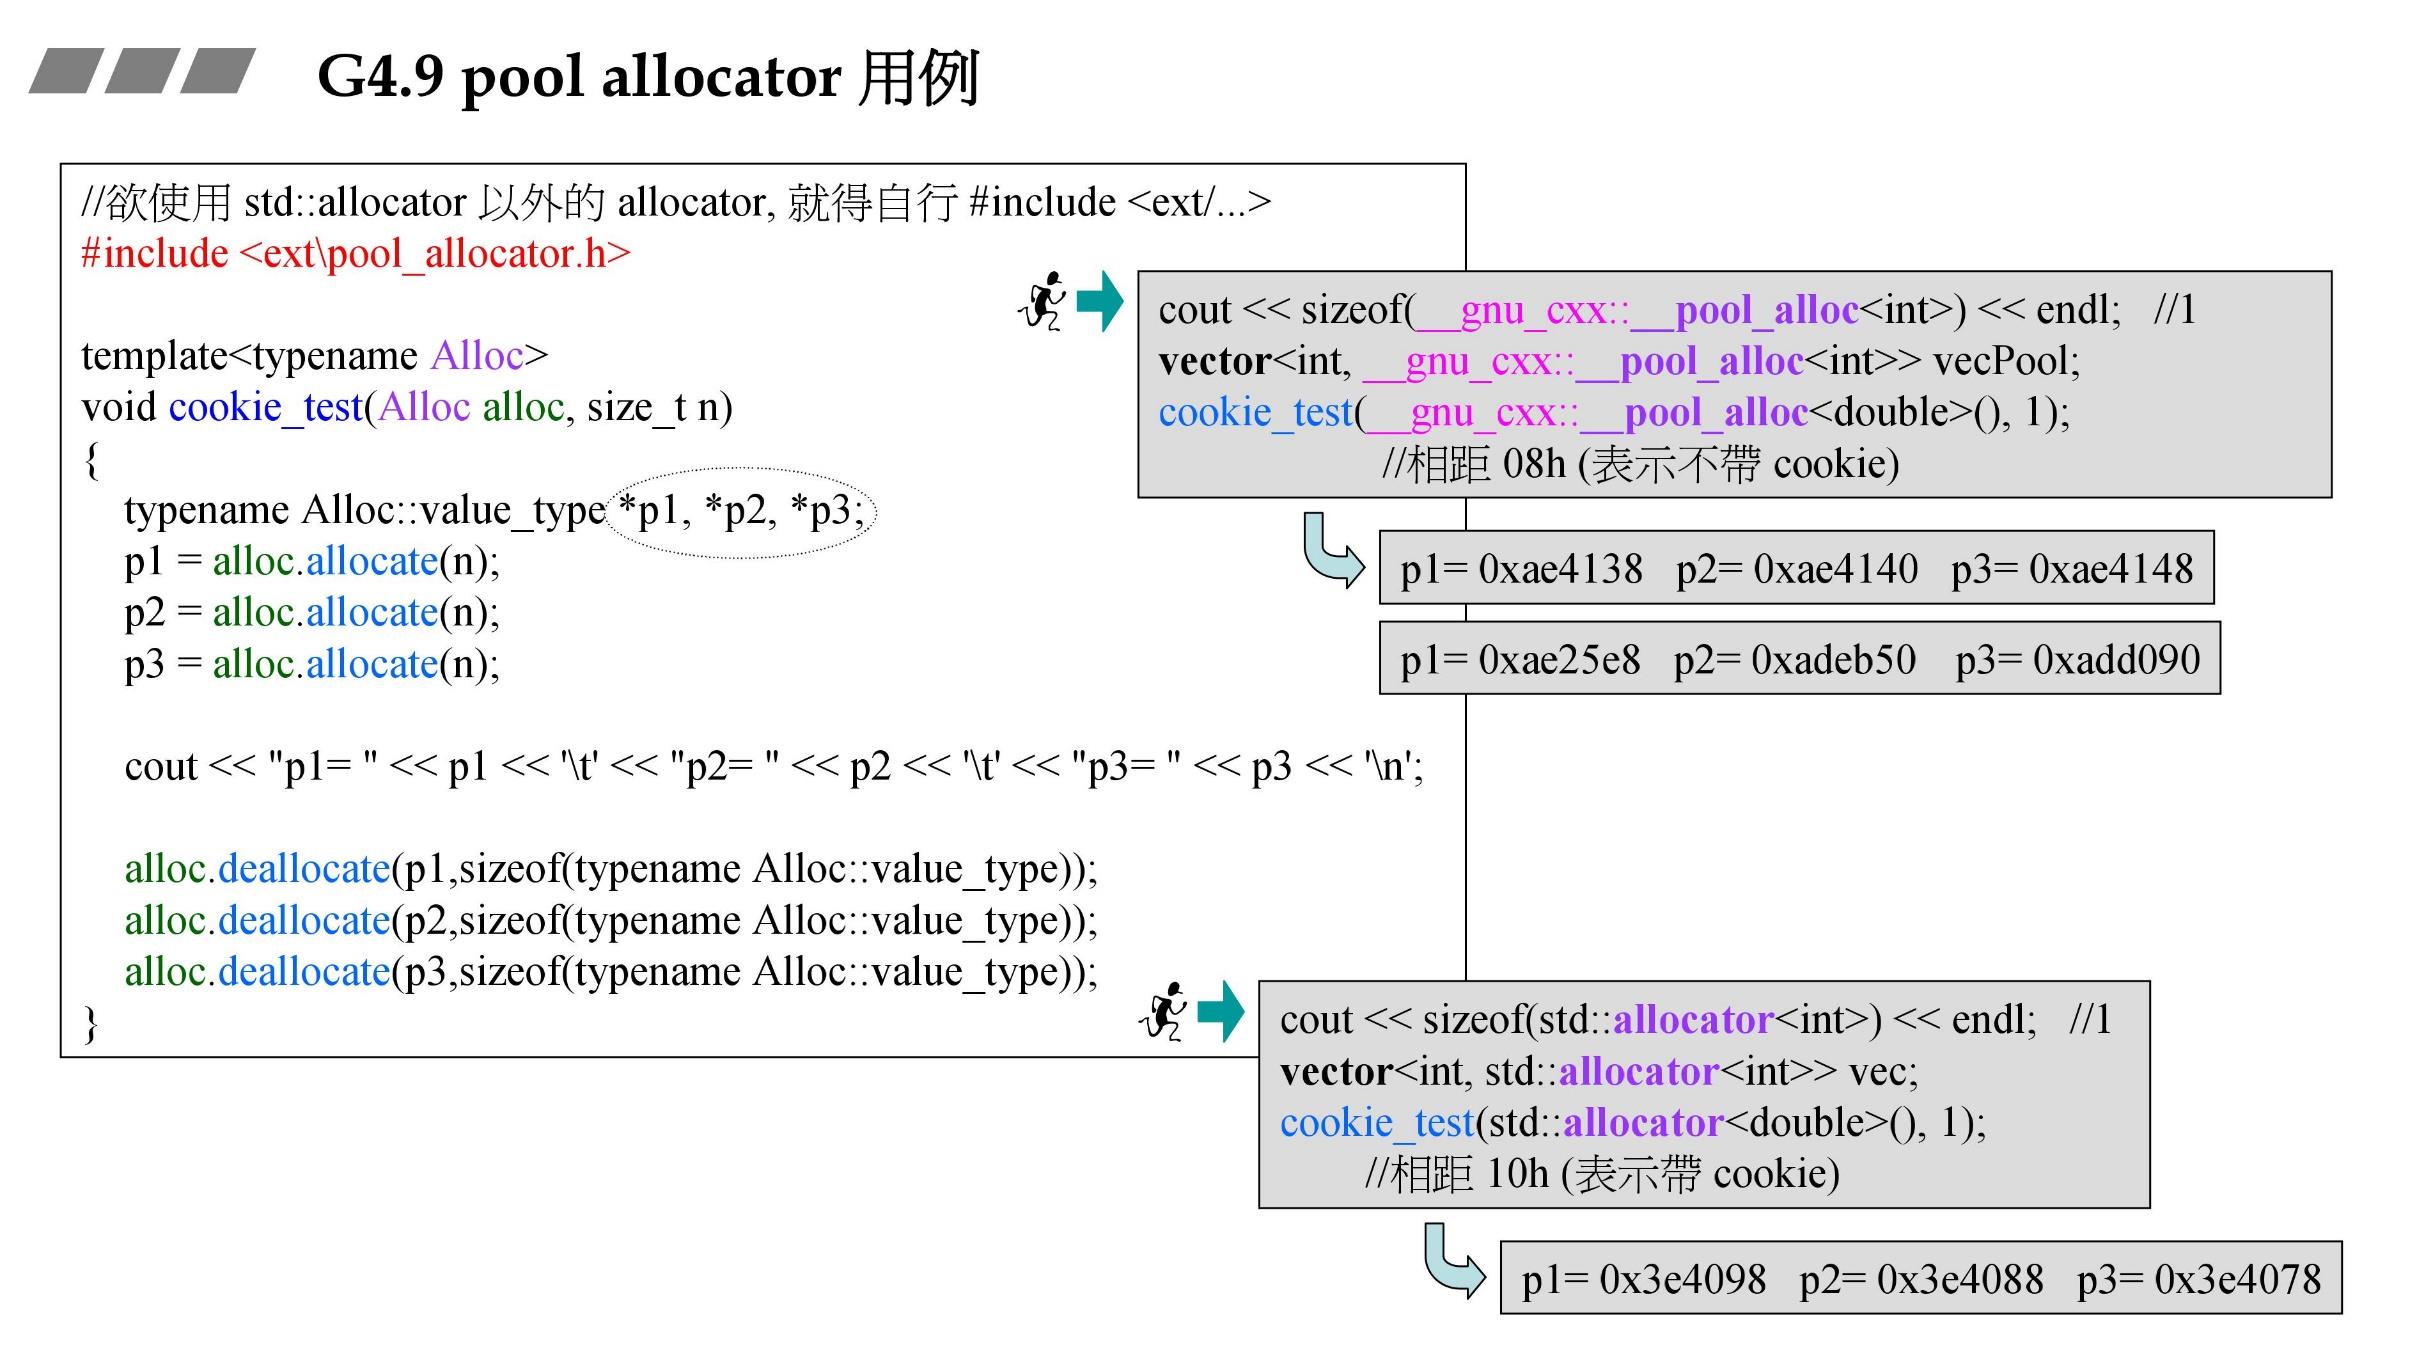 G4.9 pool allocator 用例
//欲使用 std::allocator 以外的 allocator, 就得自行 #include <ext/...>
#include <ext\pool_allocator.h>
template<typename Alloc>
void cookie_test(Alloc alloc, size_t n)
{
typename Alloc::value_type *p1, *p2, *p3;
p1 = alloc.allocate(n);
p2 = alloc.allocate(n);
p3 = alloc.allocate(n);
cout << "p1= " << p1 << '\t' << "p2= " << p2 << '\t' << "p3= " << p3 << '\n';
alloc.deallocate(p1,sizeof(typename Alloc::value_type));
alloc.deallocate(p2,sizeof(typename Alloc::value_type));
alloc.deallocate(p3,sizeof(typename Alloc::value_type));
}
cout << sizeof(__gnu_cxx::__pool_alloc<int>) << endl; //1
vector<int, __gnu_cxx::__pool_alloc<int>> vecPool;
cookie_test(__gnu_cxx::__pool_alloc<double>(), 1);
//相距 08h (表示不帶 cookie)
p1= 0xae4138 p2= 0xae4140 p3= 0xae4148
p1= 0xae25e8 p2= 0xadeb50 p3= 0xadd090
cout << sizeof(std::allocator<int>) << endl; //1
vector<int, std::allocator<int>> vec;
cookie_test(std::allocator<double>(), 1);
//相距 10h (表示帶 cookie)
p1= 0x3e4098 p2= 0x3e4088 p3= 0x3e4078